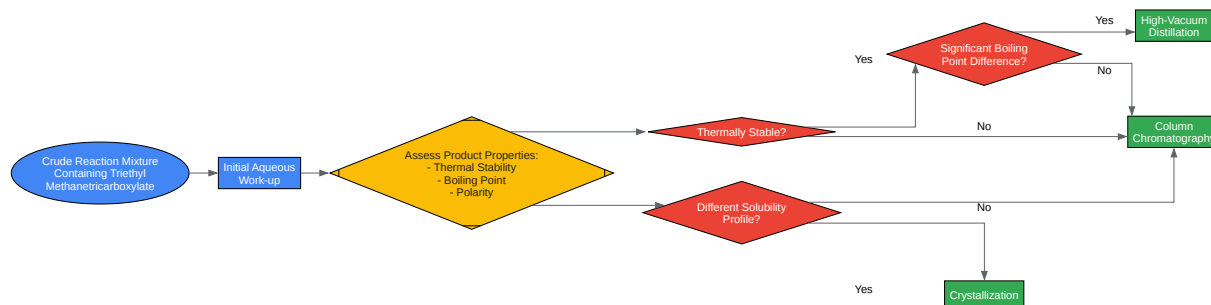 Crude Reaction Mixture
Containing Triethyl
Methanetricarboxylate
Initial Aqueous
Work-up
Assess Product Properties:
- Thermal Stability
- Boiling Point
- Polarity
Thermally Stable?
Yes
No
Significant Boiling
Point Difference?
Yes
No
High-Vacuum
Distillation
Column
Chromatography
Different Solubility
Profile?
No
Yes
Crystallization